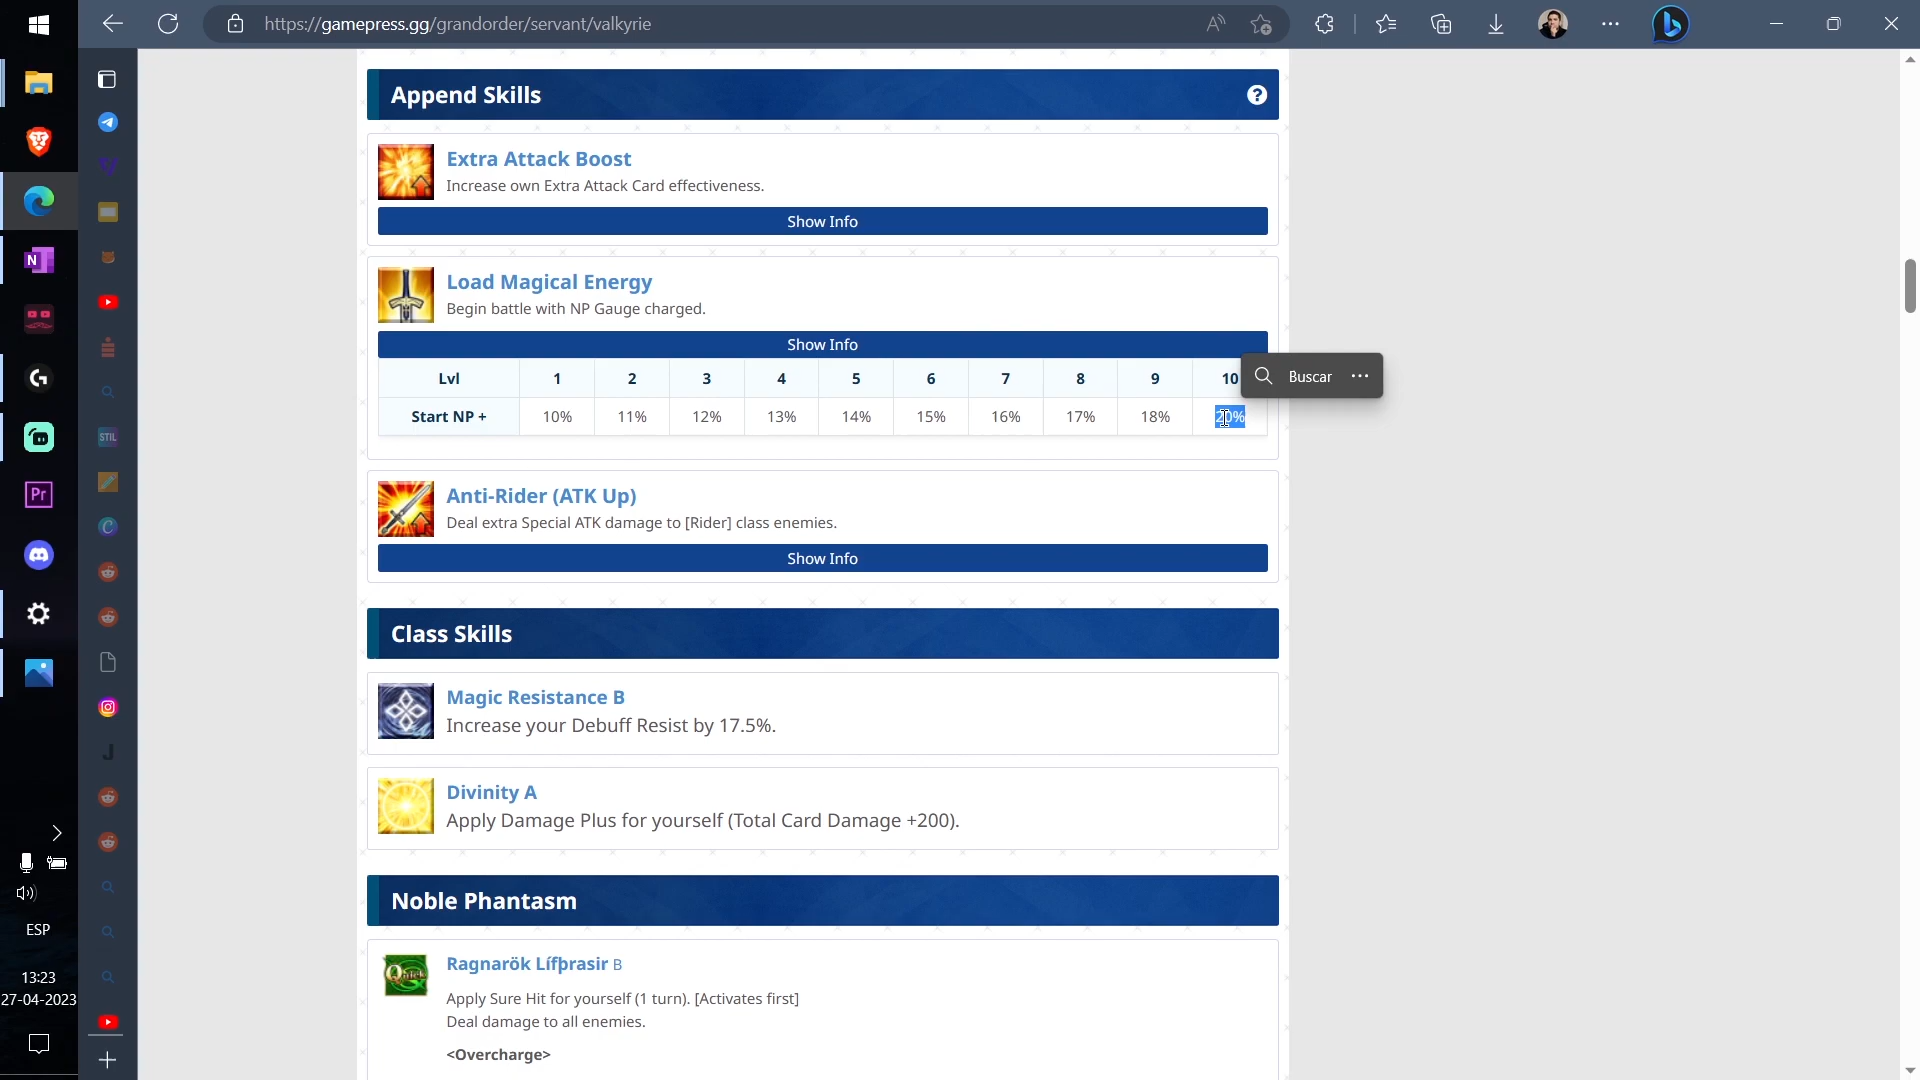 https://gamepress.gg/grandorder/servant/valkyrie
Append Skills
?
Extra Attack Boost
Increase own Extra Attack Card effectiveness.
Show Info
Load Magical Energy
Begin battle with NP Gauge charged.
Show Info
Lvl 1 2 3 4 5 6 7 8 9 10
Buscar
Start NP + 10% 11% 12% 13% 14% 15% 16% 17% 18% 20%
Anti-Rider (ATK Up)
Deal extra Special ATK damage to [Rider] class enemies.
Show Info
Class Skills
Magic Resistance B
Increase your Debuff Resist by 17.5%.
Divinity A
Apply Damage Plus for yourself (Total Card Damage +200).
Noble Phantasm
Quick
Ragnarök Lífþrasir B
Apply Sure Hit for yourself (1 turn). [Activates first]
Deal damage to all enemies.
<Overcharge>
N
Pr
STIL
C
J
ESP
13:23
27-04-2023